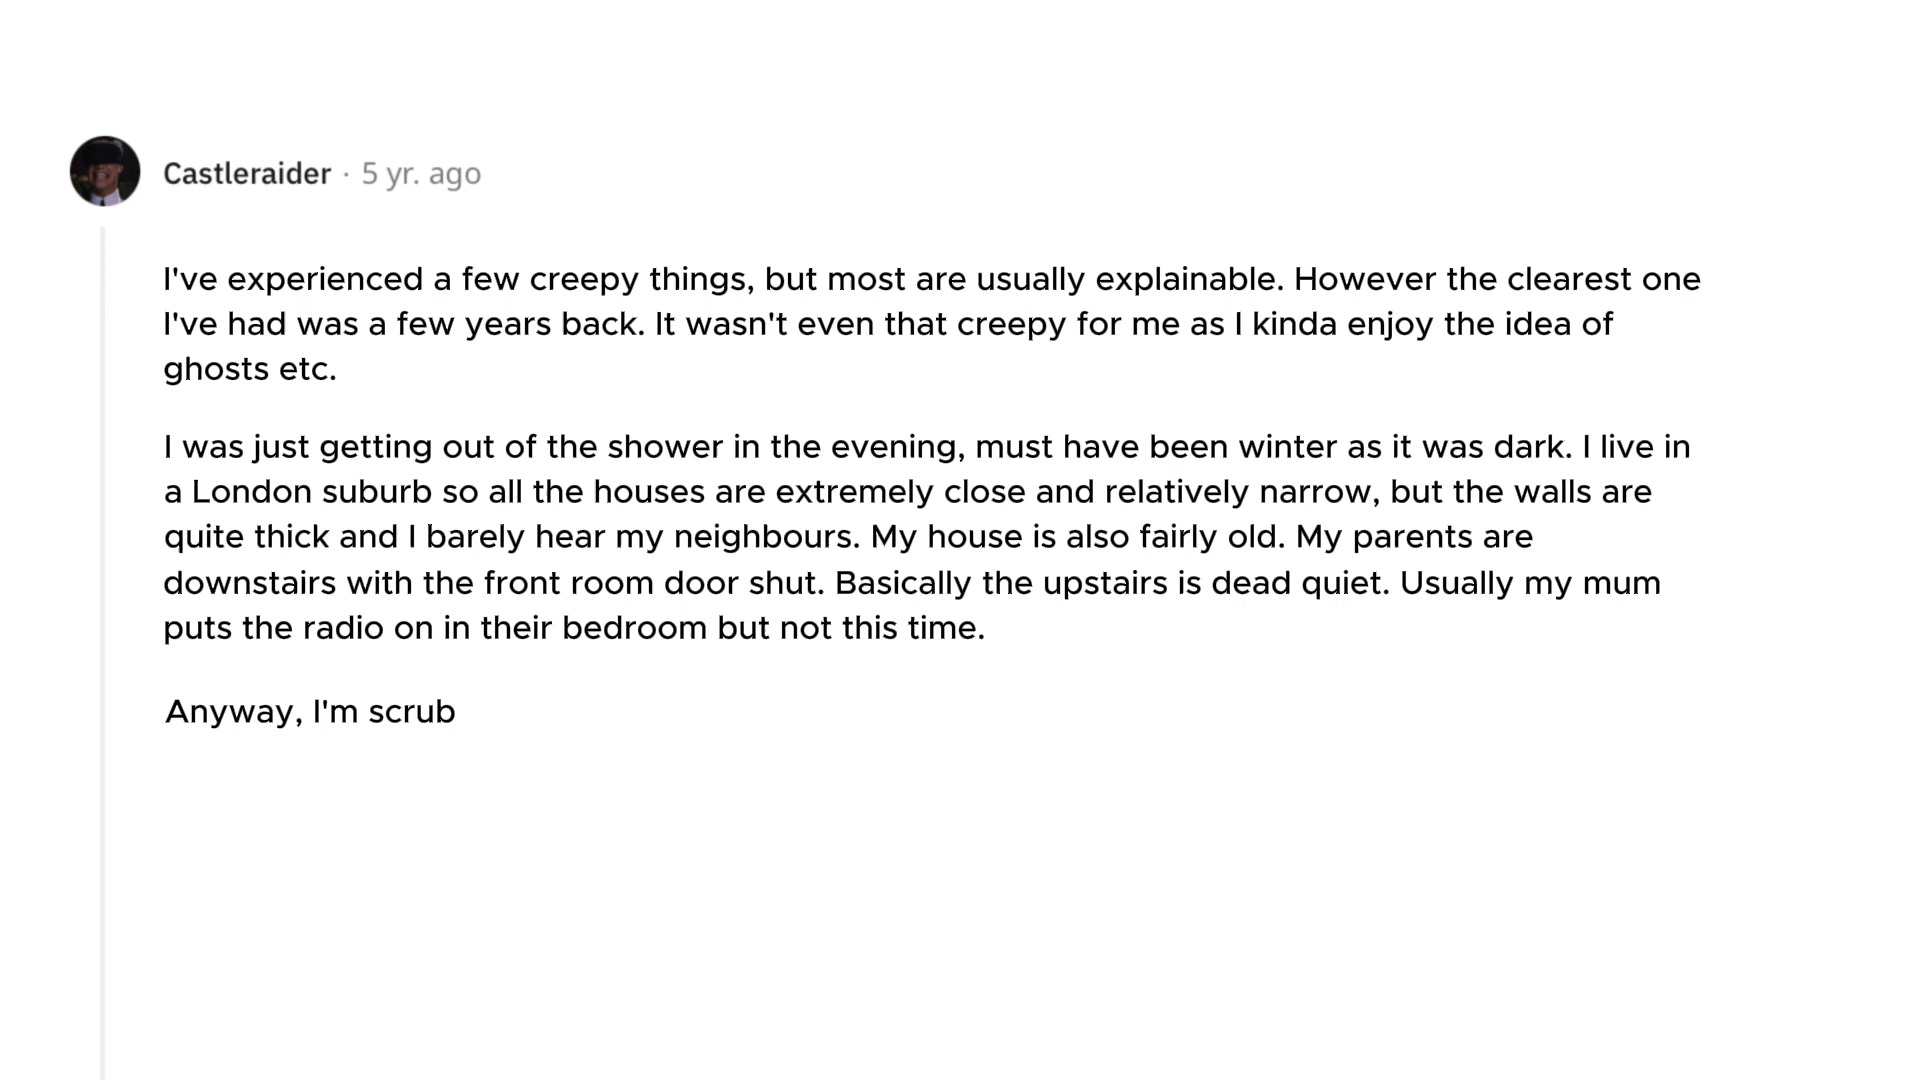 Castleraider · 5 yr. ago
I've experienced a few creepy things, but most are usually explainable. However the clearest one
I've had was a few years back. It wasn't even that creepy for me as I kinda enjoy the idea of
ghosts etc.
I was just getting out of the shower in the evening, must have been winter as it was dark. I live in
a London suburb so all the houses are extremely close and relatively narrow, but the walls are
quite thick and I barely hear my neighbours. My house is also fairly old. My parents are
downstairs with the front room door shut. Basically the upstairs is dead quiet. Usually my mum
puts the radio on in their bedroom but not this time.
Anyway, I'm scrub